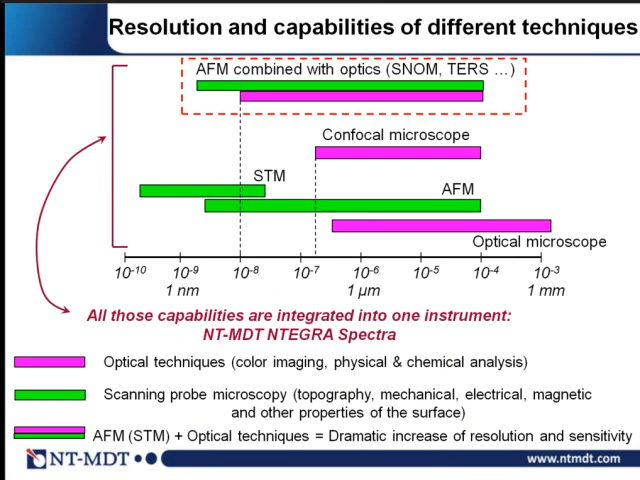 Resolution and capabilities of different techniques
AFM combined with optics (SNOM, TERS …)
Confocal microscope
STM
AFM
Optical microscope
10-10 10-9 10-8 10-7 10-6 10-5 10-4 10-3
1 nm 1 µm 1 mm
All those capabilities are integrated into one instrument:
NT-MDT NTEGRA Spectra
Optical techniques (color imaging, physical & chemical analysis)
Scanning probe microscopy (topography, mechanical, electrical, magnetic
and other properties of the surface)
AFM (STM) + Optical techniques = Dramatic increase of resolution and sensitivity
NT-MDT
www.ntmdt.com